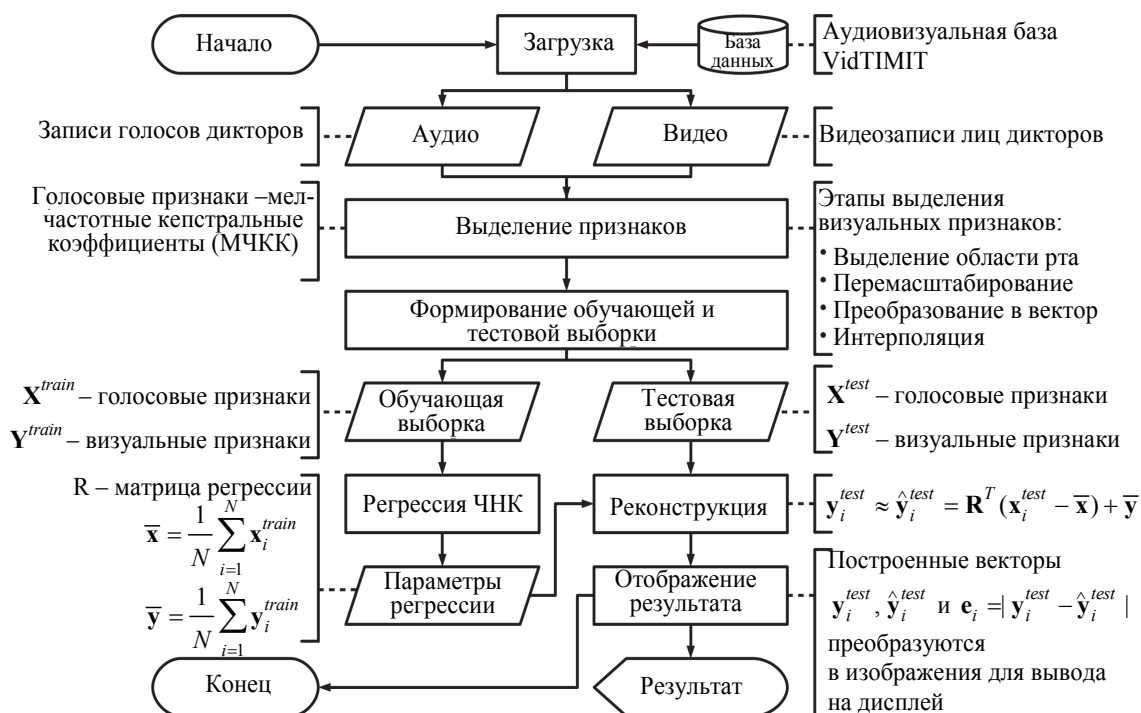 Начало
Загрузка
База
данных
Аудиовизуальная база
VidTIMIT
Записи голосов дикторов
Аудио
Видео
Видеозаписи лиц дикторов
Голосовые признаки –мел-
частотные кепстральные
коэффициенты (МЧКК)
Выделение признаков
Этапы выделения
визуальных признаков:
• Выделение области рта
• Перемасштабирование
• Преобразование в вектор
• Интерполяция
Формирование обучающей и
тестовой выборки
X^{train} – голосовые признаки
Y^{train} – визуальные признаки
Обучающая
выборка
Тестовая
выборка
X^{test} – голосовые признаки
Y^{test} – визуальные признаки
R – матрица регрессии
x̄ = 1/N ∑_{i=1}^{N} x_i^{train}
ȳ = 1/N ∑_{i=1}^{N} y_i^{train}
Регрессия ЧНК
Реконструкция
y_i^{test} ≈ ŷ_i^{test} = R^T (x_i^{test} − x̄) + ȳ
Параметры
регрессии
Отображение
результата
Построенные векторы
y_i^{test}, ŷ_i^{test} и e_i =| y_i^{test} − ŷ_i^{test} |
преобразуются
в изображения для вывода
на дисплей
Конец
Результат